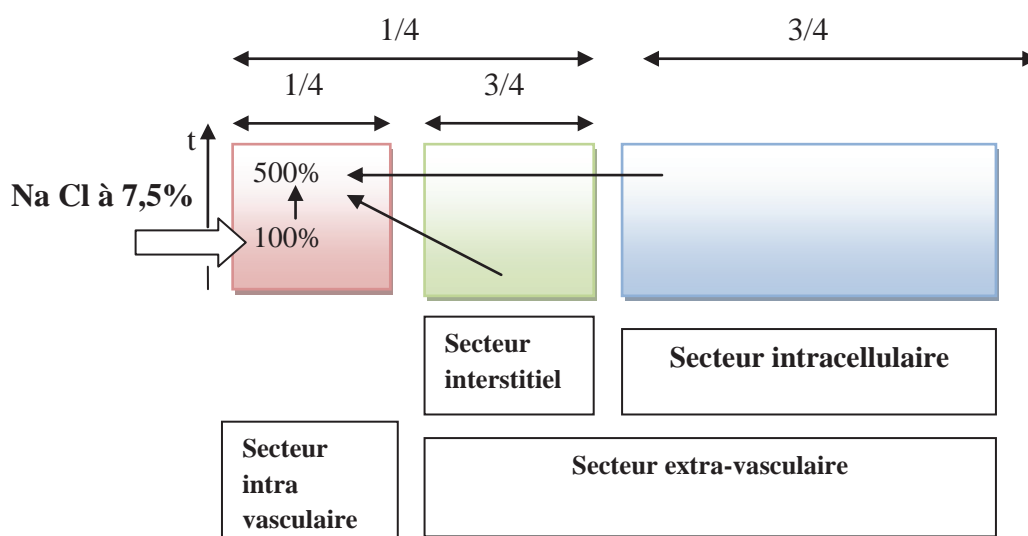 1/4
3/4
1/4
3/4
t
Na Cl à 7,5%
500%
100%
Secteur
interstitiel
Secteur intracellulaire
Secteur
intra
vasculaire
Secteur extra-vasculaire